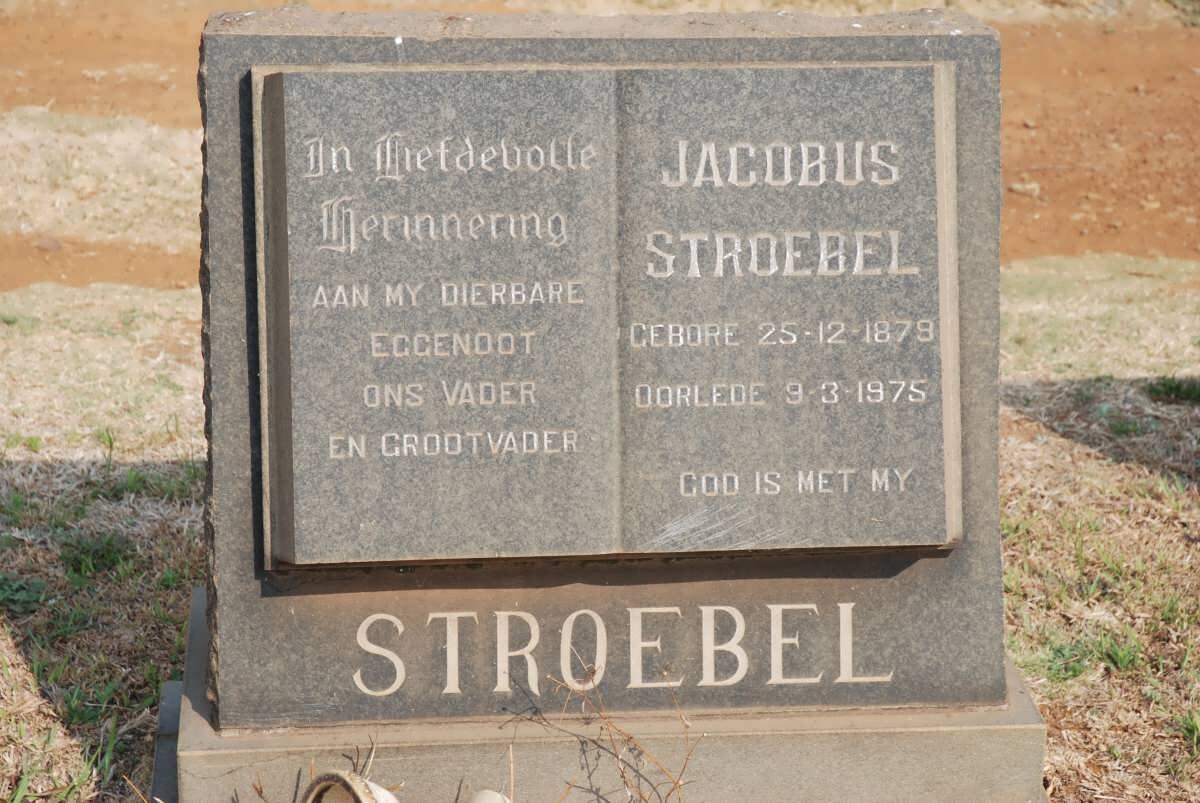 In Liefdevolle
Herinnering
AAN MY DIERBARE
EGGENOOT
ONS VADER
EN GROOTVADER
JACOBUS
STROEBEL
GEBORE 25-12-1879
OORLEDE 9-3-1975
GOD IS MET MY
STROEBEL